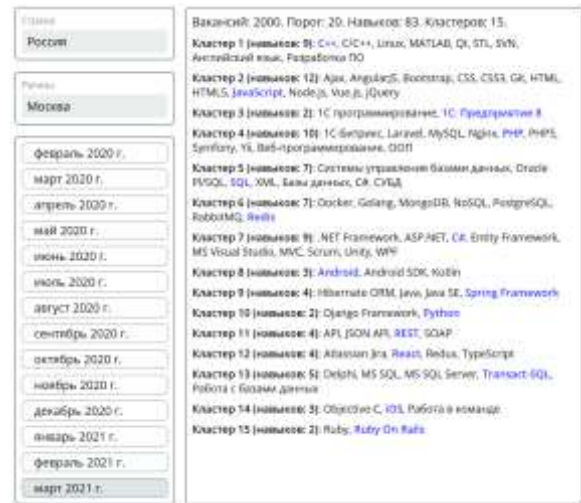 Страна
Россия
Регион
Москва
февраль 2020 г.
март 2020 г.
апрель 2020 г.
май 2020 г.
июнь 2020 г.
июль 2020 г.
август 2020 г.
сентябрь 2020 г.
октябрь 2020 г.
ноябрь 2020 г.
декабрь 2020 г.
январь 2021 г.
февраль 2021 г.
март 2021 г.
Вакансий: 2000. Порог: 20. Навыков: 83. Кластеров: 15.
Кластер 1 (навыков: 9): C++, C/C++, Linux, MATLAB, Qt, STL, SVN,
Английский язык, Разработка ПО
Кластер 2 (навыков: 12): Ajax, AngularJS, Bootstrap, CSS, CSS3, Git, HTML,
HTML5, JavaScript, Node.js, Vue.js, jQuery
Кластер 3 (навыков: 2): 1С программирование, 1С: Предприятие 8
Кластер 4 (навыков: 10): 1С-Битрикс, Laravel, MySQL, Nginx, PHP, PHP5,
Symfony, Yii, Веб-программирование, ООП
Кластер 5 (навыков: 7): Системы управления базами данных, Oracle
Pl/SQL, SQL, XML, Базы данных, C#, СУБД
Кластер 6 (навыков: 7): Docker, Golang, MongoDB, NoSQL, PostgreSQL,
RabbitMQ, Redis
Кластер 7 (навыков: 9): .NET Framework, ASP.NET, C#, Entity Framework,
MS Visual Studio, MVC, Scrum, Unity, WPF
Кластер 8 (навыков: 3): Android, Android SDK, Kotlin
Кластер 9 (навыков: 4): Hibernate ORM, Java, Java SE, Spring Framework
Кластер 10 (навыков: 2): Django Framework, Python
Кластер 11 (навыков: 4): API, JSON API, REST, SOAP
Кластер 12 (навыков: 4): Atlassian Jira, React, Redux, TypeScript
Кластер 13 (навыков: 5): Delphi, MS SQL, MS SQL Server, Transact-SQL,
Работа с базами данных
Кластер 14 (навыков: 3): Objective-C, iOS, Работа в команде
Кластер 15 (навыков: 2): Ruby, Ruby On Rails